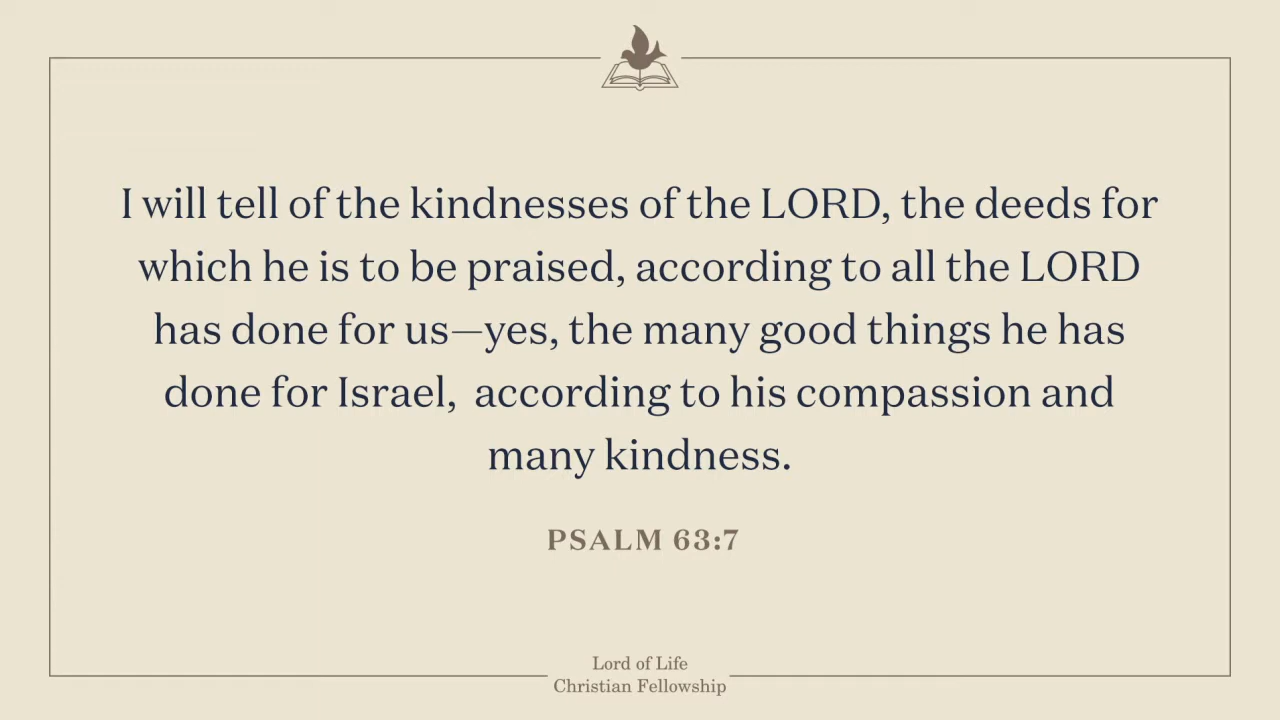 I will tell of the kindnesses of the LORD, the deeds for
which he is to be praised, according to all the LORD
has done for us—yes, the many good things he has
done for Israel,  according to his compassion and
many kindness.
PSALM 63:7
Lord of Life
Christian Fellowship